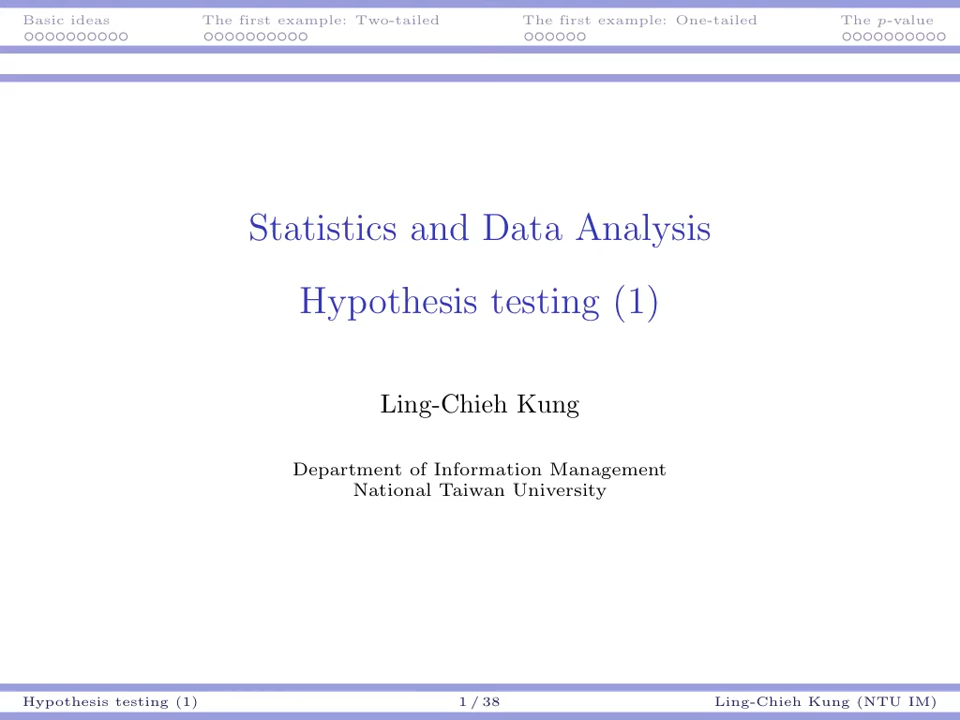 Basic ideas The first example: Two-tailed The first example: One-tailed The p-value
Statistics and Data Analysis
Hypothesis testing (1)
Ling-Chieh Kung
Department of Information Management
National Taiwan University
Hypothesis testing (1) 1 / 38 Ling-Chieh Kung (NTU IM)